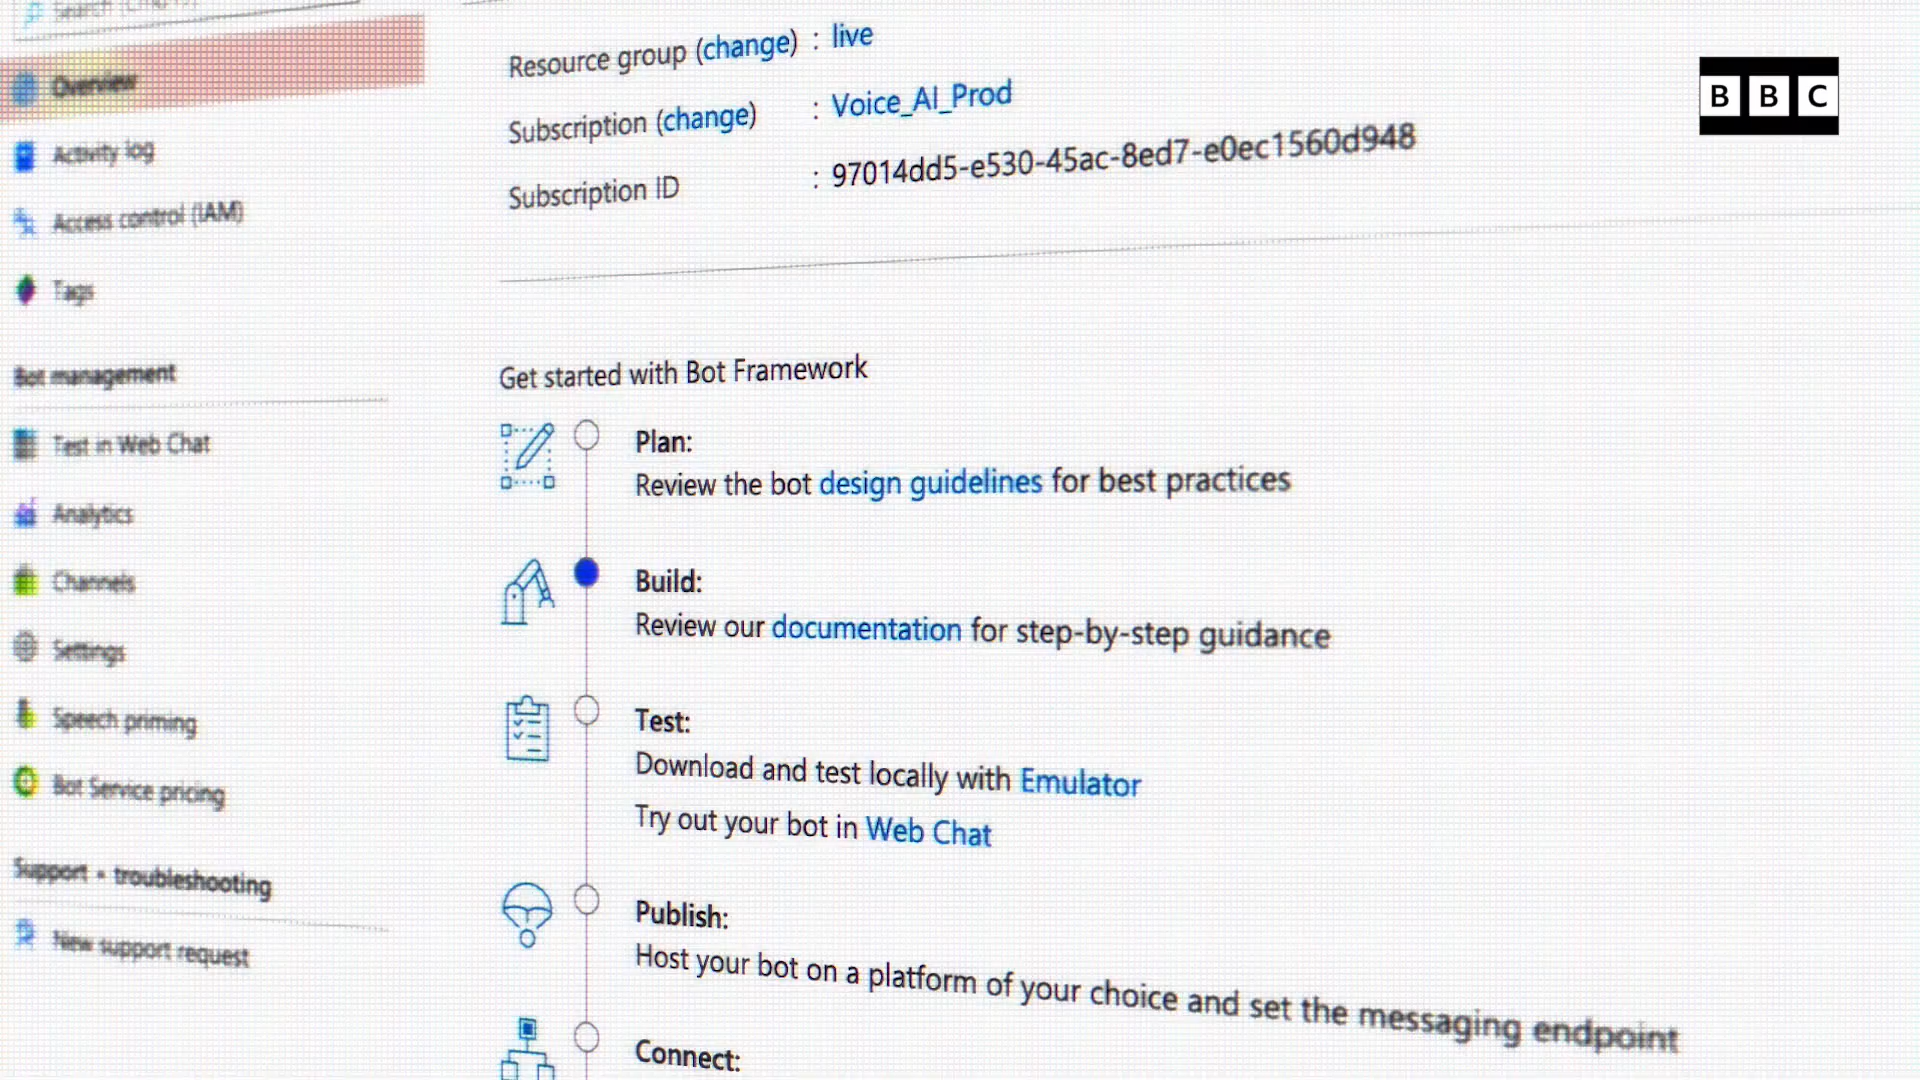 Search (Cmd+/)
Overview
Activity log
Access control (IAM)
Tags
Bot management
Test in Web Chat
Analytics
Channels
Settings
Speech priming
Bot Service pricing
Support + troubleshooting
New support request
Resource group (change) : live
Subscription (change) : Voice_AI_Prod
Subscription ID : 97014dd5-e530-45ac-8ed7-e0ec1560d948
Get started with Bot Framework
Plan:
Review the bot design guidelines for best practices
Build:
Review our documentation for step-by-step guidance
Test:
Download and test locally with Emulator
Try out your bot in Web Chat
Publish:
Host your bot on a platform of your choice and set the messaging endpoint
Connect:
BBC